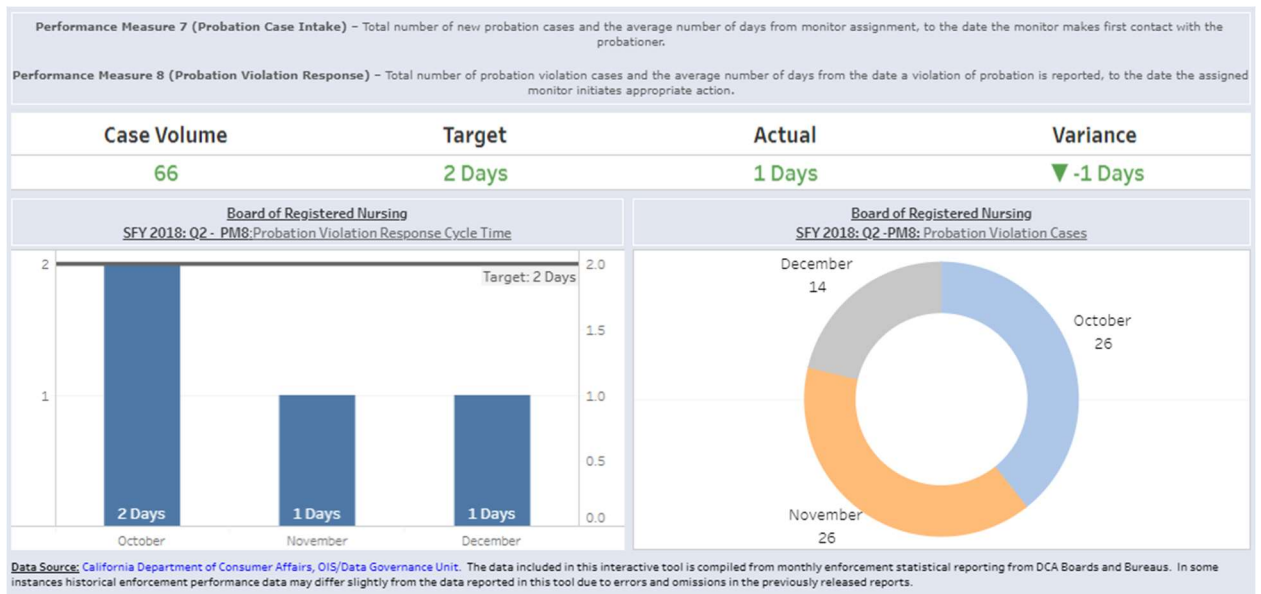 Performance Measure 7 (Probation Case Intake) – Total number of new probation cases and the average number of days from monitor assignment, to the date the monitor makes first contact with the
probationer.
Performance Measure 8 (Probation Violation Response) – Total number of probation violation cases and the average number of days from the date a violation of probation is reported, to the date the assigned
monitor initiates appropriate action.
Case Volume Target Actual Variance
66 2 Days 1 Days ▼ -1 Days
Board of Registered Nursing
SFY 2018: Q2 - PM8:Probation Violation Response Cycle Time
2 2.0
Target: 2 Days
1.5
1 1.0
0.5
0.0
2 Days 1 Days 1 Days
October November December
Board of Registered Nursing
SFY 2018: Q2 -PM8: Probation Violation Cases
December
14
October
26
November
26
Data Source: California Department of Consumer Affairs, OIS/Data Governance Unit. The data included in this interactive tool is compiled from monthly enforcement statistical reporting from DCA Boards and Bureaus. In some
instances historical enforcement performance data may differ slightly from the data reported in this tool due to errors and omissions in the previously released reports.